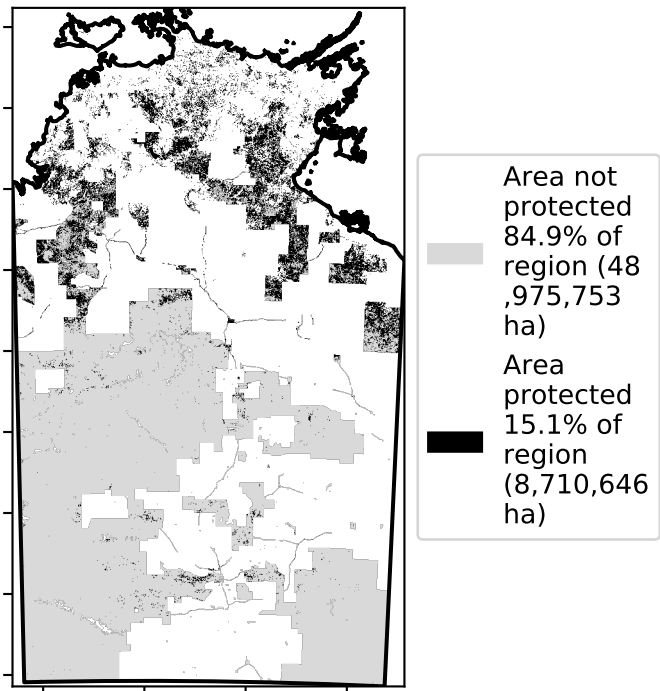 Area not
protected
84.9% of
region (48
,975,753
ha)
Area
protected
15.1% of
region
(8,710,646
ha)